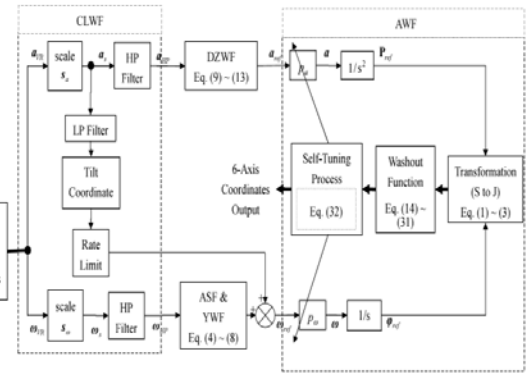 CLWF
AWF
a_VR
scale
s_a
a_s
HP
Filter
a_HP
DZWF
Eq. (9) ~ (13)
a_ref
p_a
a
1/s²
P_ref
LP Filter
Tilt
Coordinate
Rate
Limit
6-Axis
Coordinates
Output
Self-Tuning
Process
Eq. (32)
Washout
Function
Eq. (14) ~
(31)
Transformation
(S to J)
Eq. (1) ~ (3)
ω_VR
scale
s_ω
ω_s
HP
Filter
ω_HP
ASF &
YWF
Eq. (4) ~ (8)
+
+
ω_ref
p_ω
ω
1/s
φ_ref